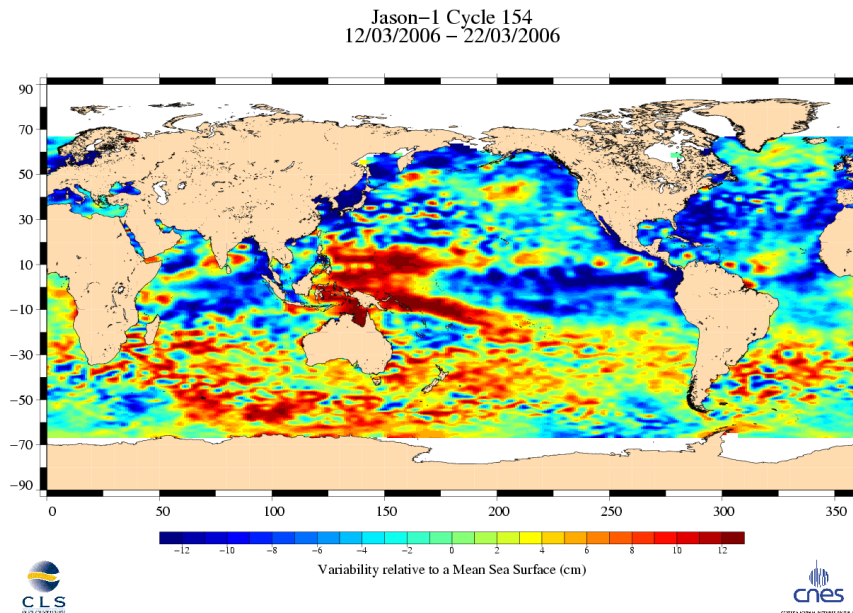 Jason−1 Cycle 154
12/03/2006 − 22/03/2006
90
70
50
30
10
−10
−30
−50
−70
−90
0 50 100 150 200 250 300 350
−12 −10 −8 −6 −4 −2 0 2 4 6 8 10 12
Variability relative to a Mean Sea Surface (cm)
CLS
cnes